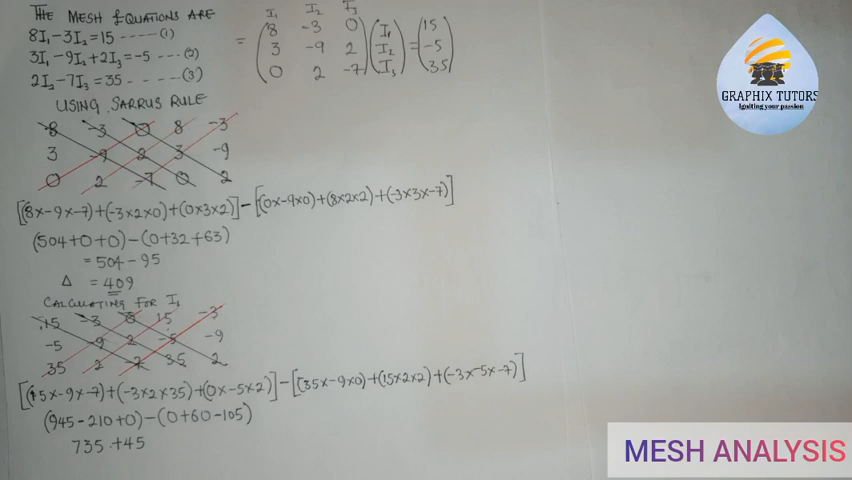 THE MESH EQUATIONS ARE
8I₁-3I₂=15 ------(1)
3I₁-9I₂+2I₃=-5 ----(2)
2I₂-7I₃=35 ----(3)
I₁ I₂ I₃
= (8 -3 0) (I₁) = (15)
(3 -9 2) (I₂) (-5)
(0 2 -7) (I₃) (35)
USING SARRUS RULE
8 -3 0 8 -3
3 -9 2 3 -9
0 2 -7 0 2
[(8x-9x-7)+(-3x2x0)+(0x3x2)]-[(0x-9x0)+(8x2x2)+(-3x3x-7)]
(504+0+0)-(0+32+63)
= 504-95
Δ = 409
CALCULATING FOR I₁
15 -3 0 15 -3
-5 -9 2 -5 -9
35 2 -7 35 2
[(15x-9x-7)+(-3x2x35)+(0x-5x2)]-[(35x-9x0)+(15x2x2)+(-3x-5x-7)]
(945-210+0)-(0+60-105)
735+45
GRAPHIX TUTORS
Igniting your passion
MESH ANALYSIS